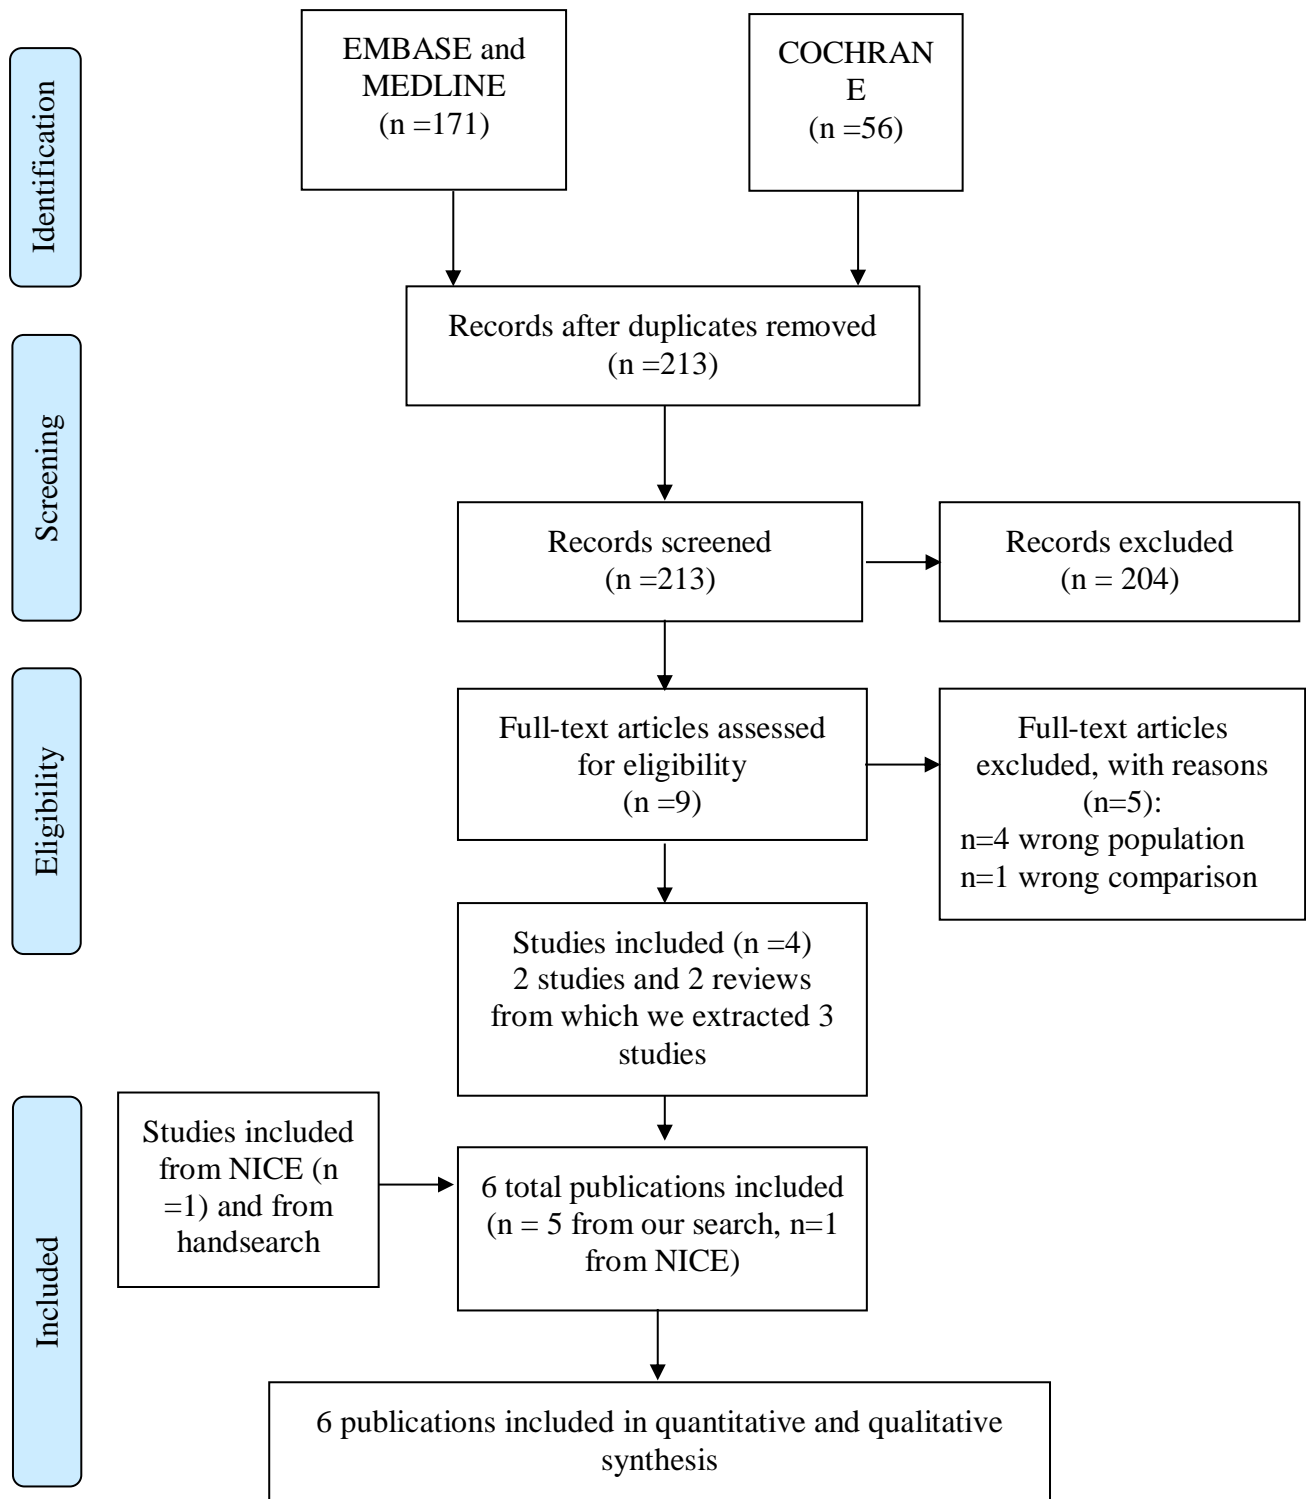 Identification
EMBASE and
MEDLINE
(n =171)
COCHRAN
E
(n =56)
Records after duplicates removed
(n =213)
Screening
Records screened
(n =213)
Records excluded
(n = 204)
Eligibility
Full-text articles assessed
for eligibility
(n =9)
Full-text articles
excluded, with reasons
(n=5):
n=4 wrong population
n=1 wrong comparison
Studies included (n =4)
2 studies and 2 reviews
from which we extracted 3
studies
Included
Studies included
from NICE (n
=1) and from
handsearch
6 total publications included
(n = 5 from our search, n=1
from NICE)
6 publications included in quantitative and qualitative
synthesis